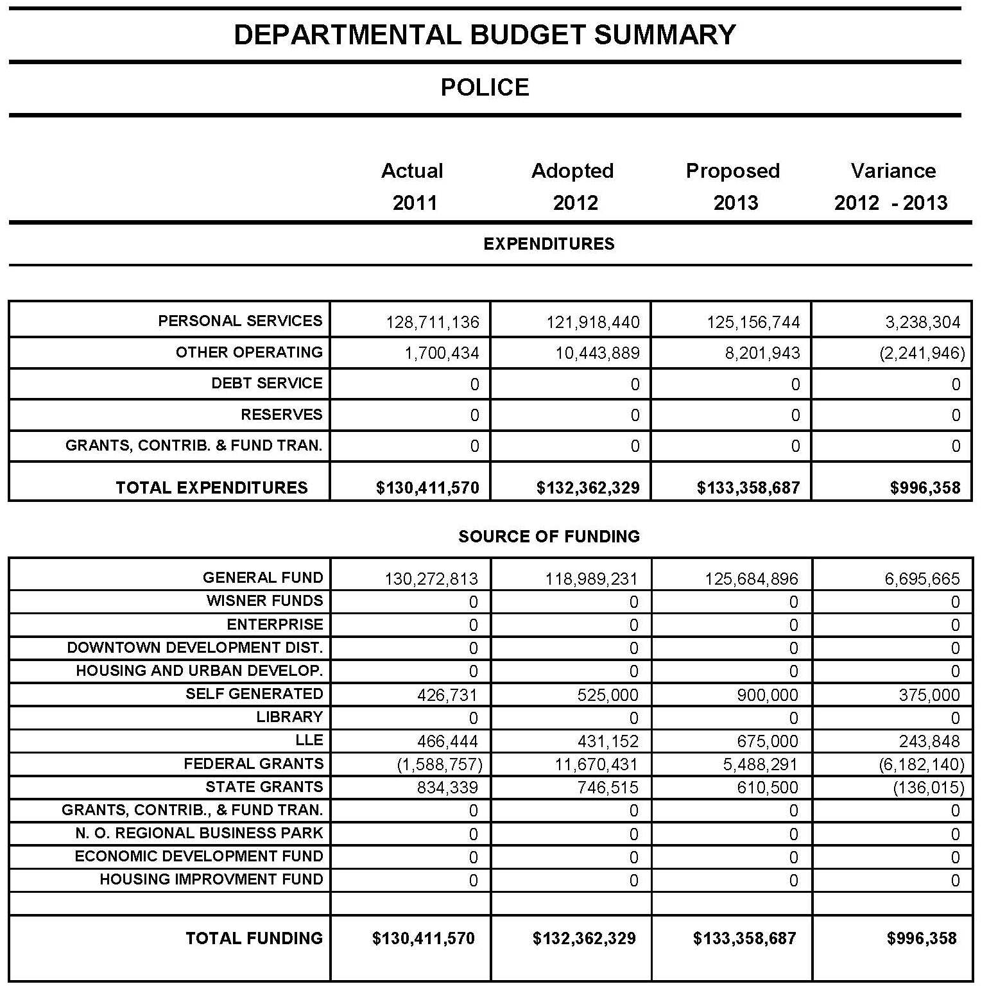 DEPARTMENTAL BUDGET SUMMARY
POLICE
Actual Adopted Proposed Variance
2011 2012 2013 2012 - 2013
EXPENDITURES
PERSONAL SERVICES 128,711,136 121,918,440 125,156,744 3,238,304
OTHER OPERATING 1,700,434 10,443,889 8,201,943 (2,241,946)
DEBT SERVICE 0 0 0 0
RESERVES 0 0 0 0
GRANTS, CONTRIB. & FUND TRAN. 0 0 0 0
TOTAL EXPENDITURES $130,411,570 $132,362,329 $133,358,687 $996,358
SOURCE OF FUNDING
GENERAL FUND 130,272,813 118,989,231 125,684,896 6,695,665
WISNER FUNDS 0 0 0 0
ENTERPRISE 0 0 0 0
DOWNTOWN DEVELOPMENT DIST. 0 0 0 0
HOUSING AND URBAN DEVELOP. 0 0 0 0
SELF GENERATED 426,731 525,000 900,000 375,000
LIBRARY 0 0 0 0
LLE 466,444 431,152 675,000 243,848
FEDERAL GRANTS (1,588,757) 11,670,431 5,488,291 (6,182,140)
STATE GRANTS 834,339 746,515 610,500 (136,015)
GRANTS, CONTRIB., & FUND TRAN. 0 0 0 0
N. O. REGIONAL BUSINESS PARK 0 0 0 0
ECONOMIC DEVELOPMENT FUND 0 0 0 0
HOUSING IMPROVMENT FUND 0 0 0 0
TOTAL FUNDING $130,411,570 $132,362,329 $133,358,687 $996,358